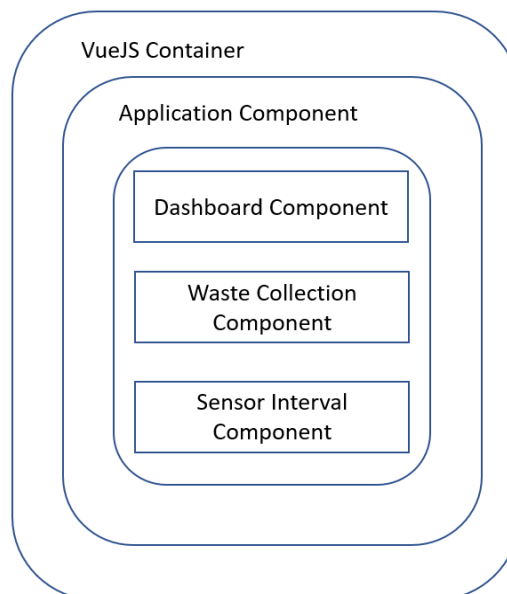 VueJS Container
Application Component
Dashboard Component
Waste Collection
Component
Sensor Interval
Component